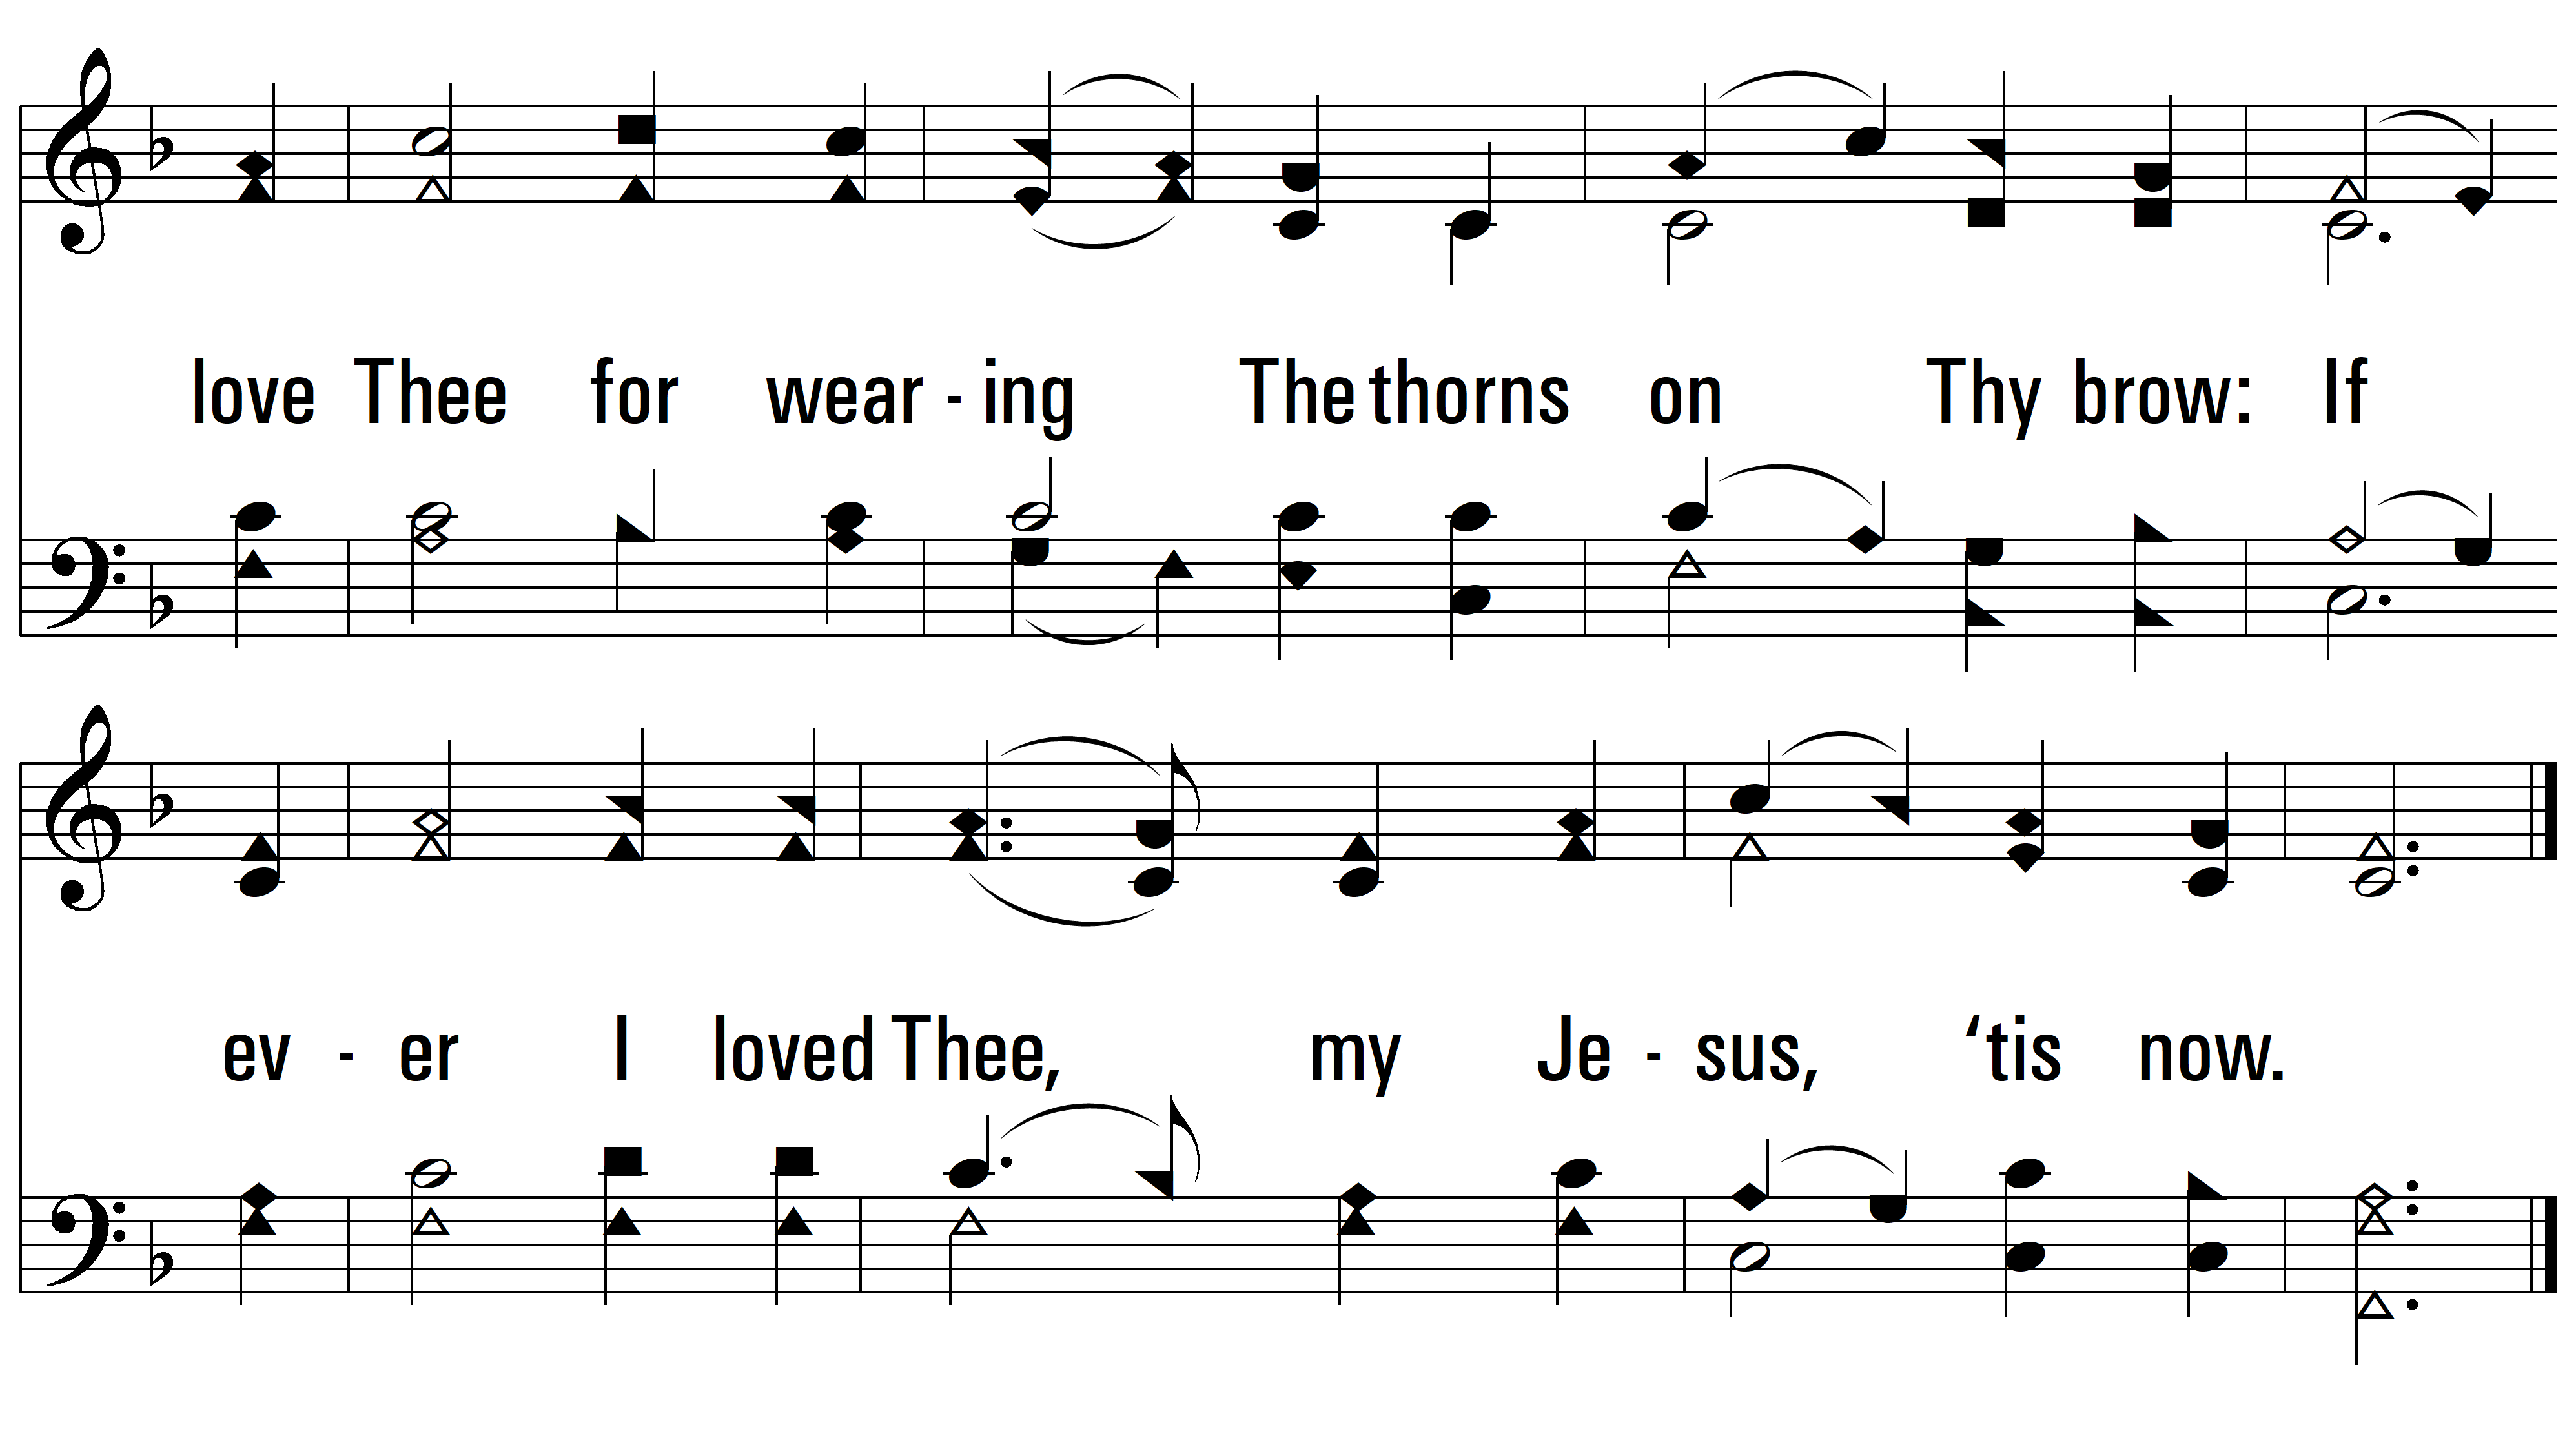 love Thee for wear - ing The thorns on Thy brow: If
ev - er I loved Thee, my Je - sus, ‘tis now.